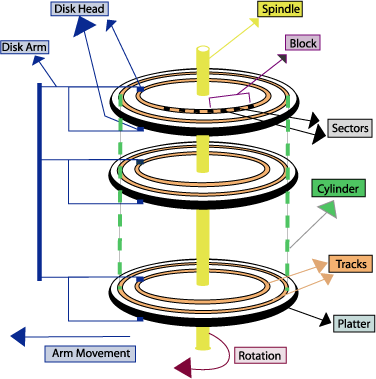 Disk Head
Spindle
Disk Arm
Block
Sectors
Cylinder
Tracks
Platter
Arm Movement
Rotation